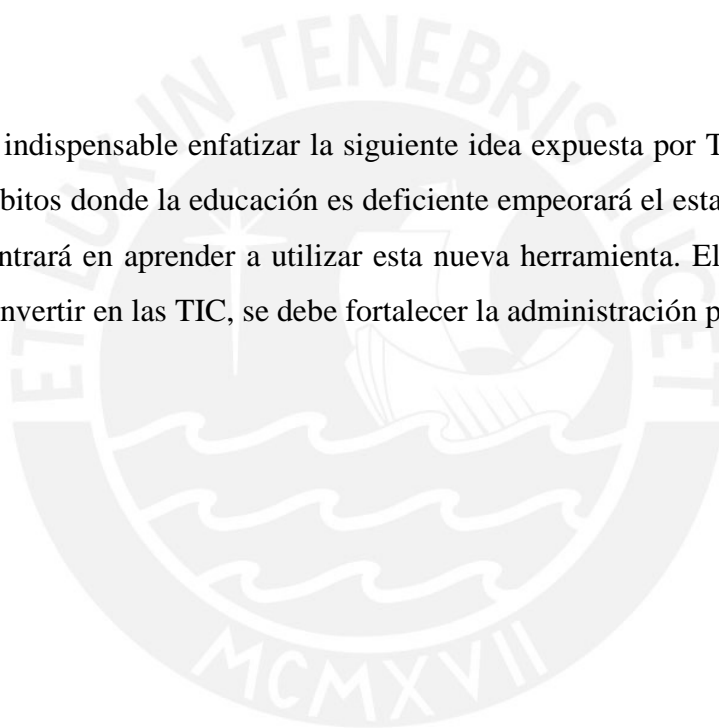 ET LUX IN TENEBRIS LUCET
indispensable enfatizar la siguiente idea expuesta por T
bitos donde la educación es deficiente empeorará el esta
ntrará en aprender a utilizar esta nueva herramienta. El
nvertir en las TIC, se debe fortalecer la administración p
MCMXVII